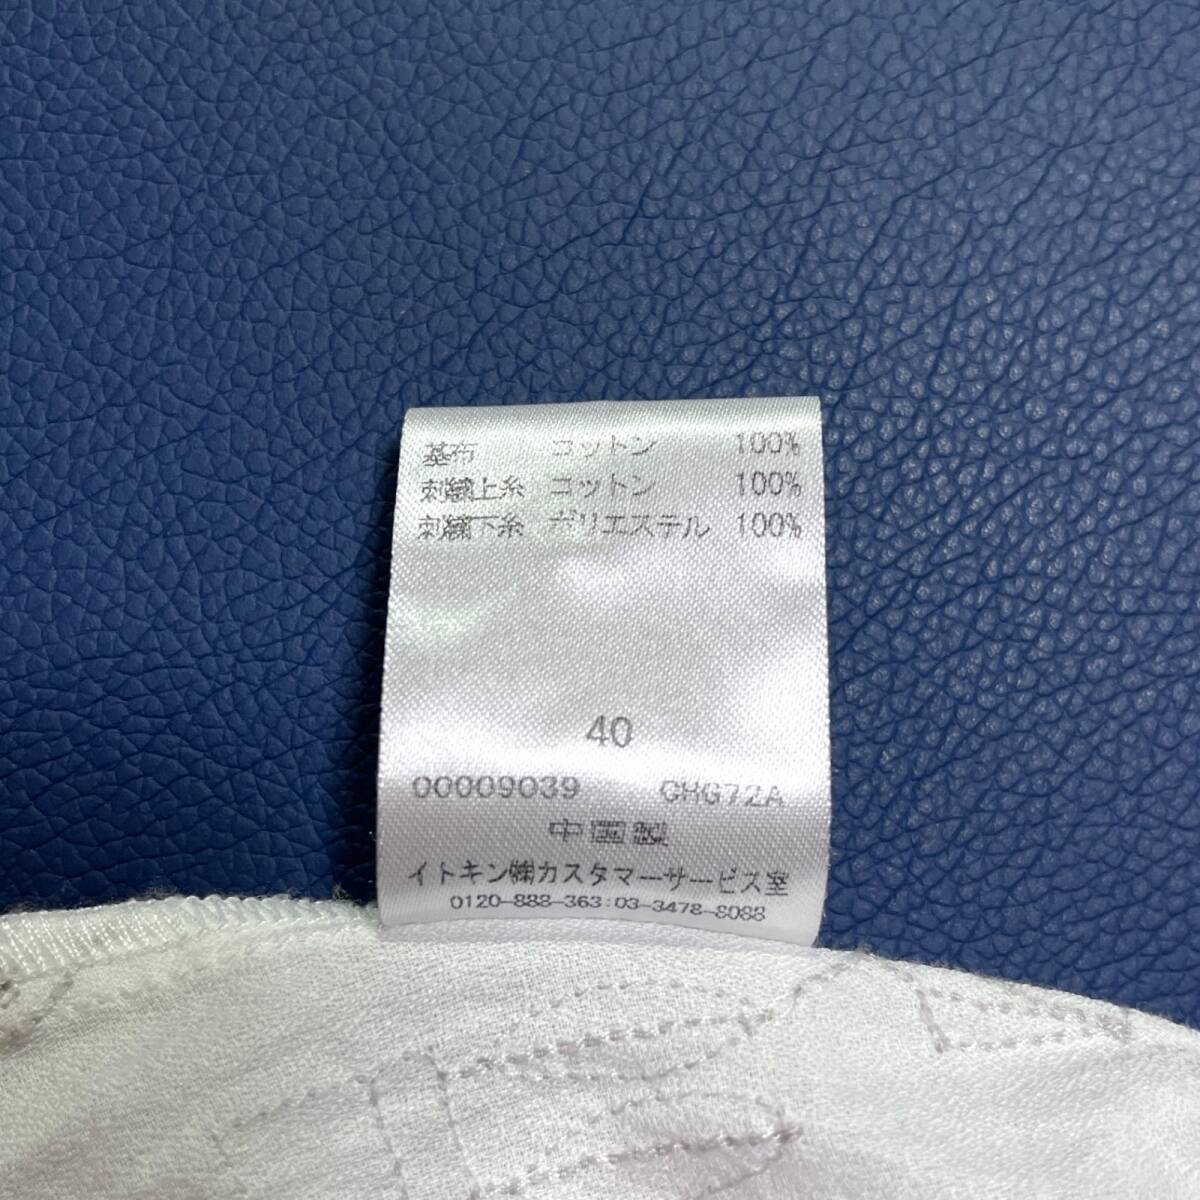 基布 コットン 100%
刺繍上糸 コットン 100%
刺繍下糸 ポリエステル 100%
40
00009039 CHG72A
中国製
イトキン㈱カスタマーサービス室
0120-888-363:03-3478-8088